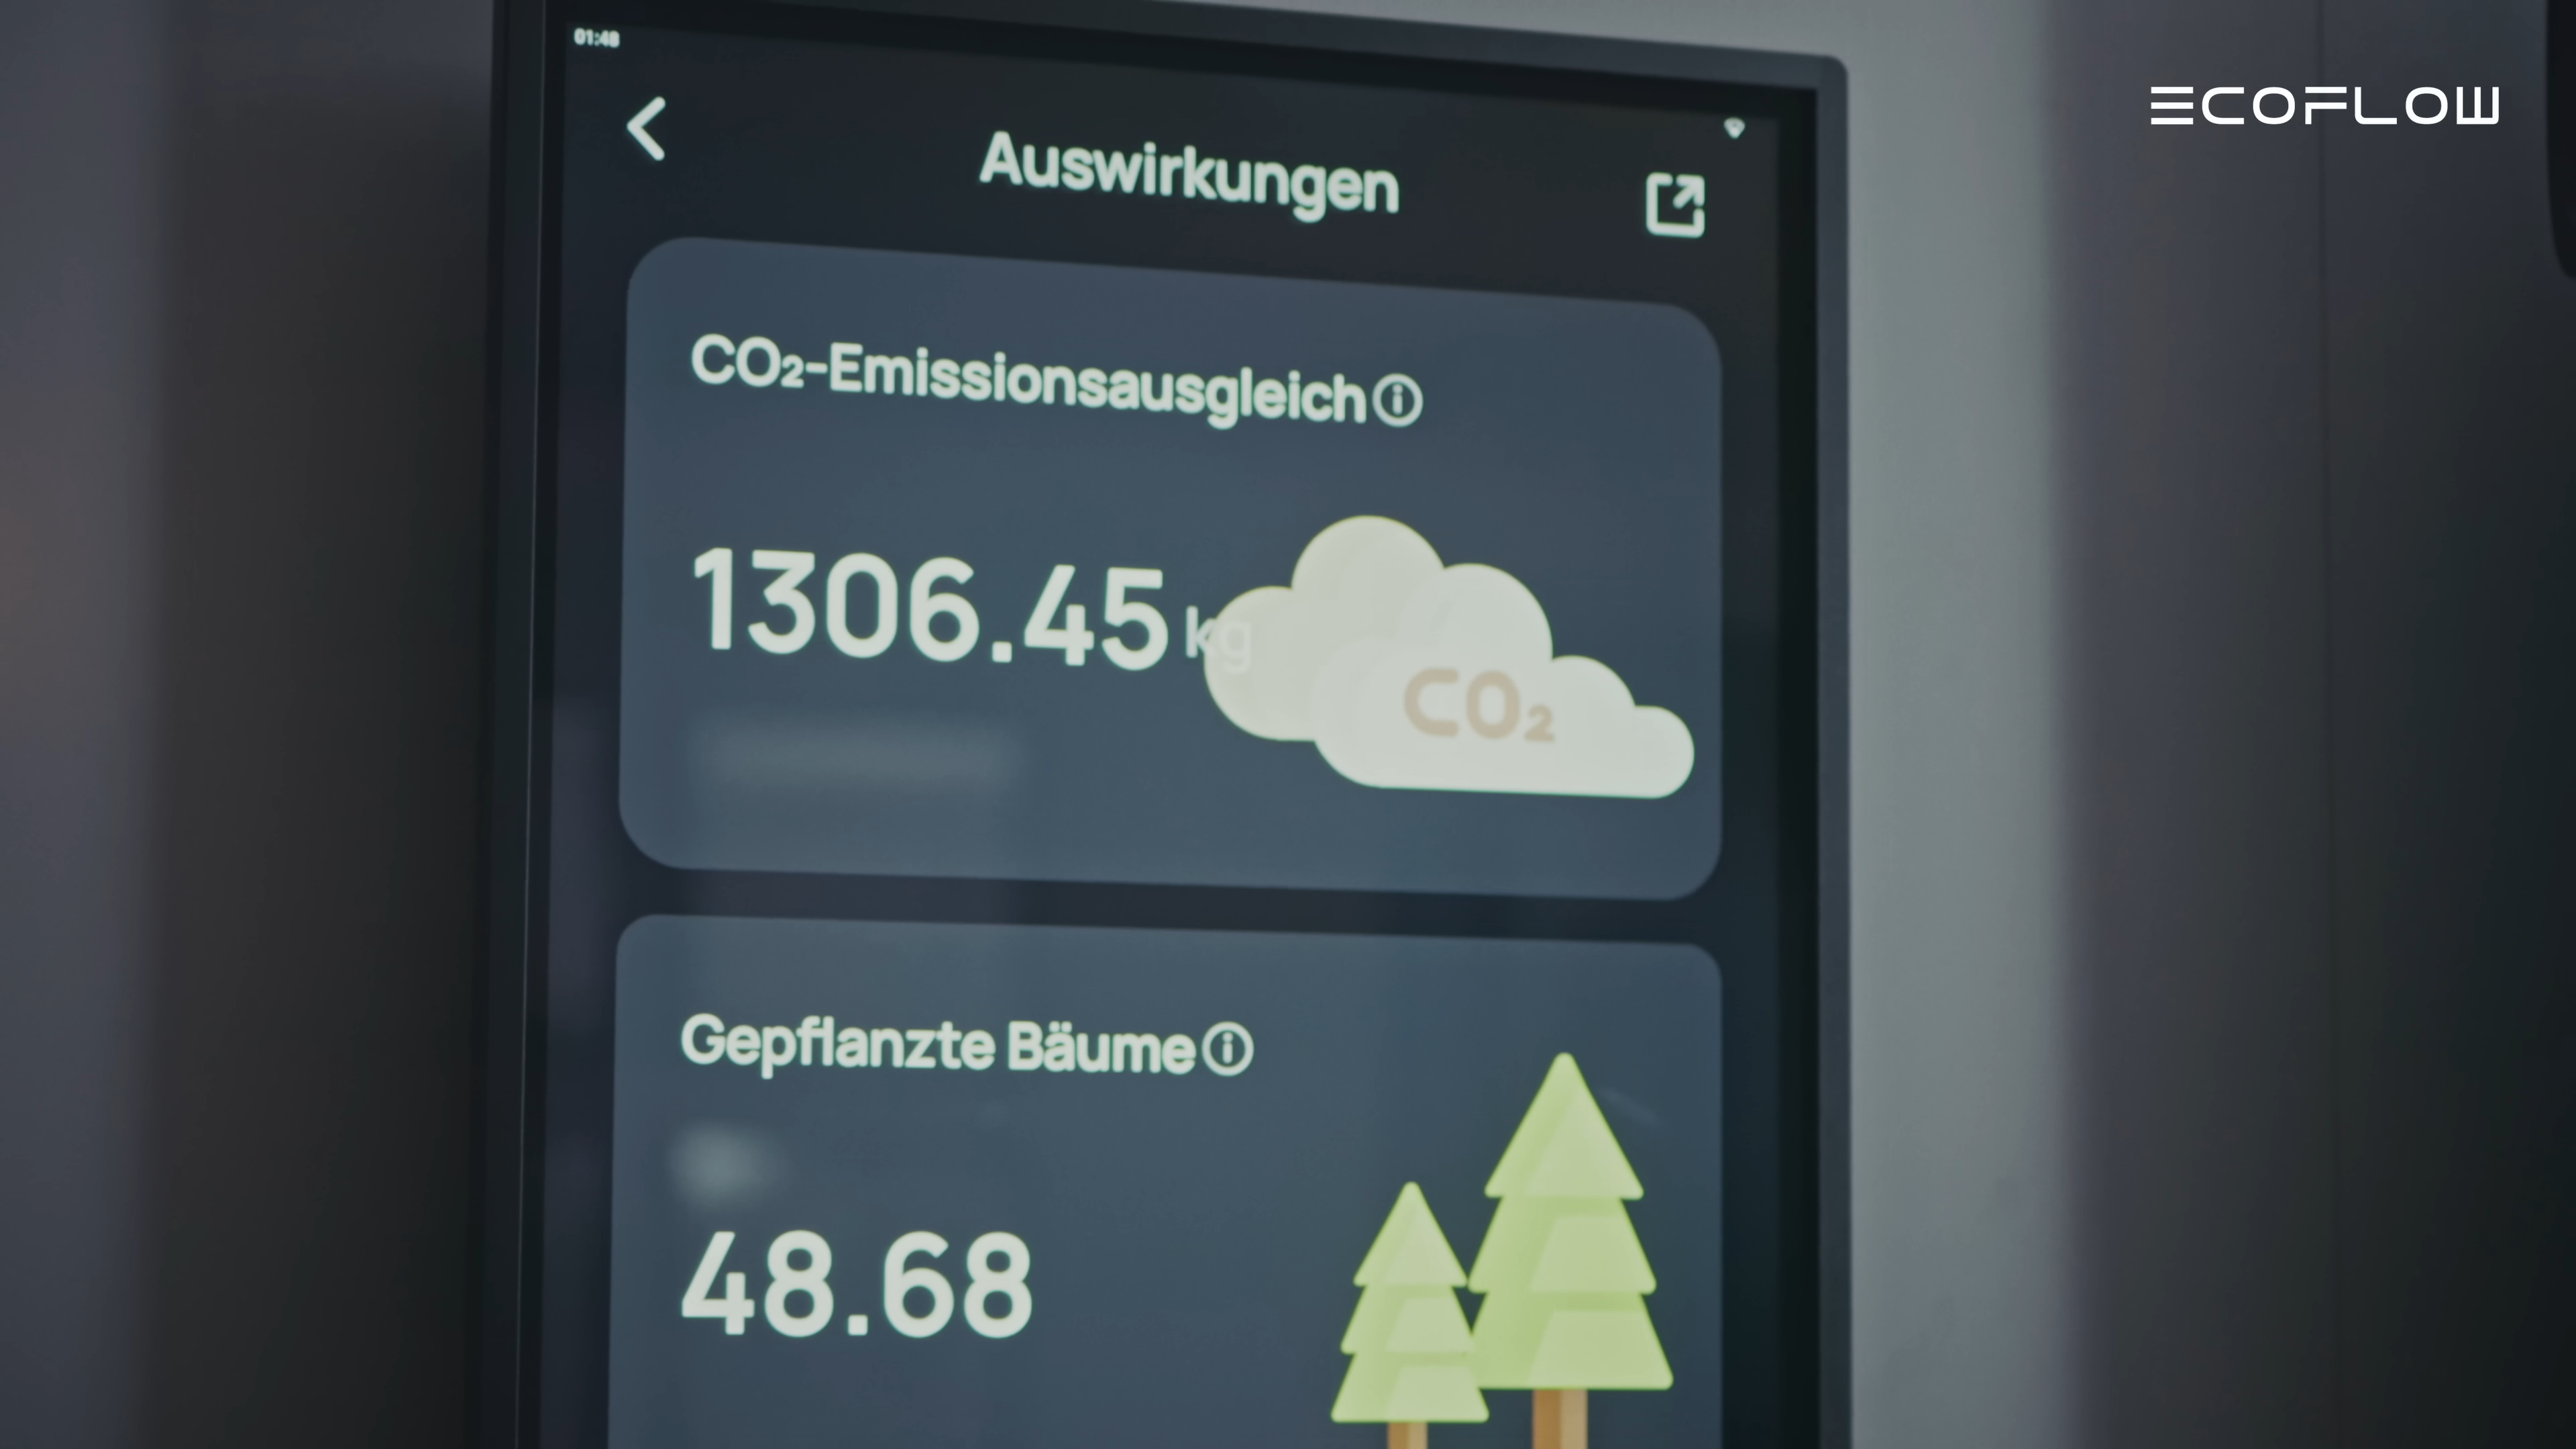 01:48
ECOFLOW
Auswirkungen
CO₂-Emissionsausgleich
1306.45 kg
CO₂
Gepflanzte Bäume
48.68